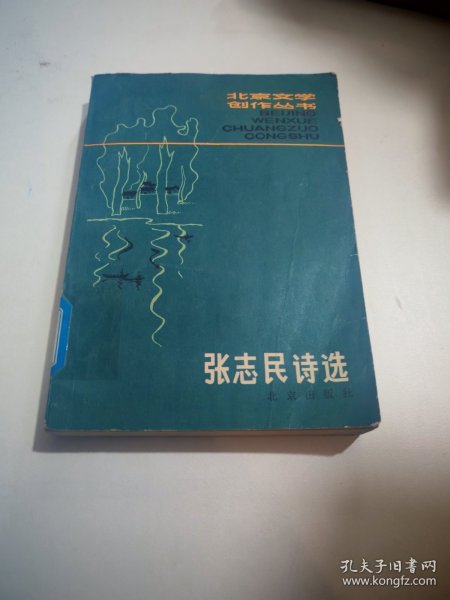 北京文学
创作丛书
BEIJING
WENXUE
CHUANGZUO
CONGSHU
张志民诗选
北京出版社
孔夫子旧书网
www.kongfz.com